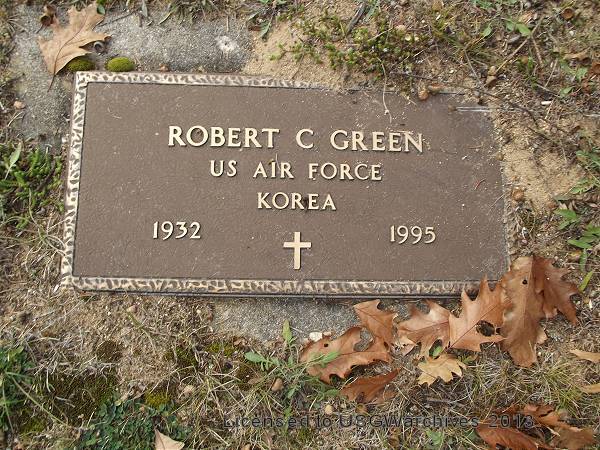 ROBERT C GREEN
US AIR FORCE
KOREA
1932 1995
Licensed to USGWarchives 2013